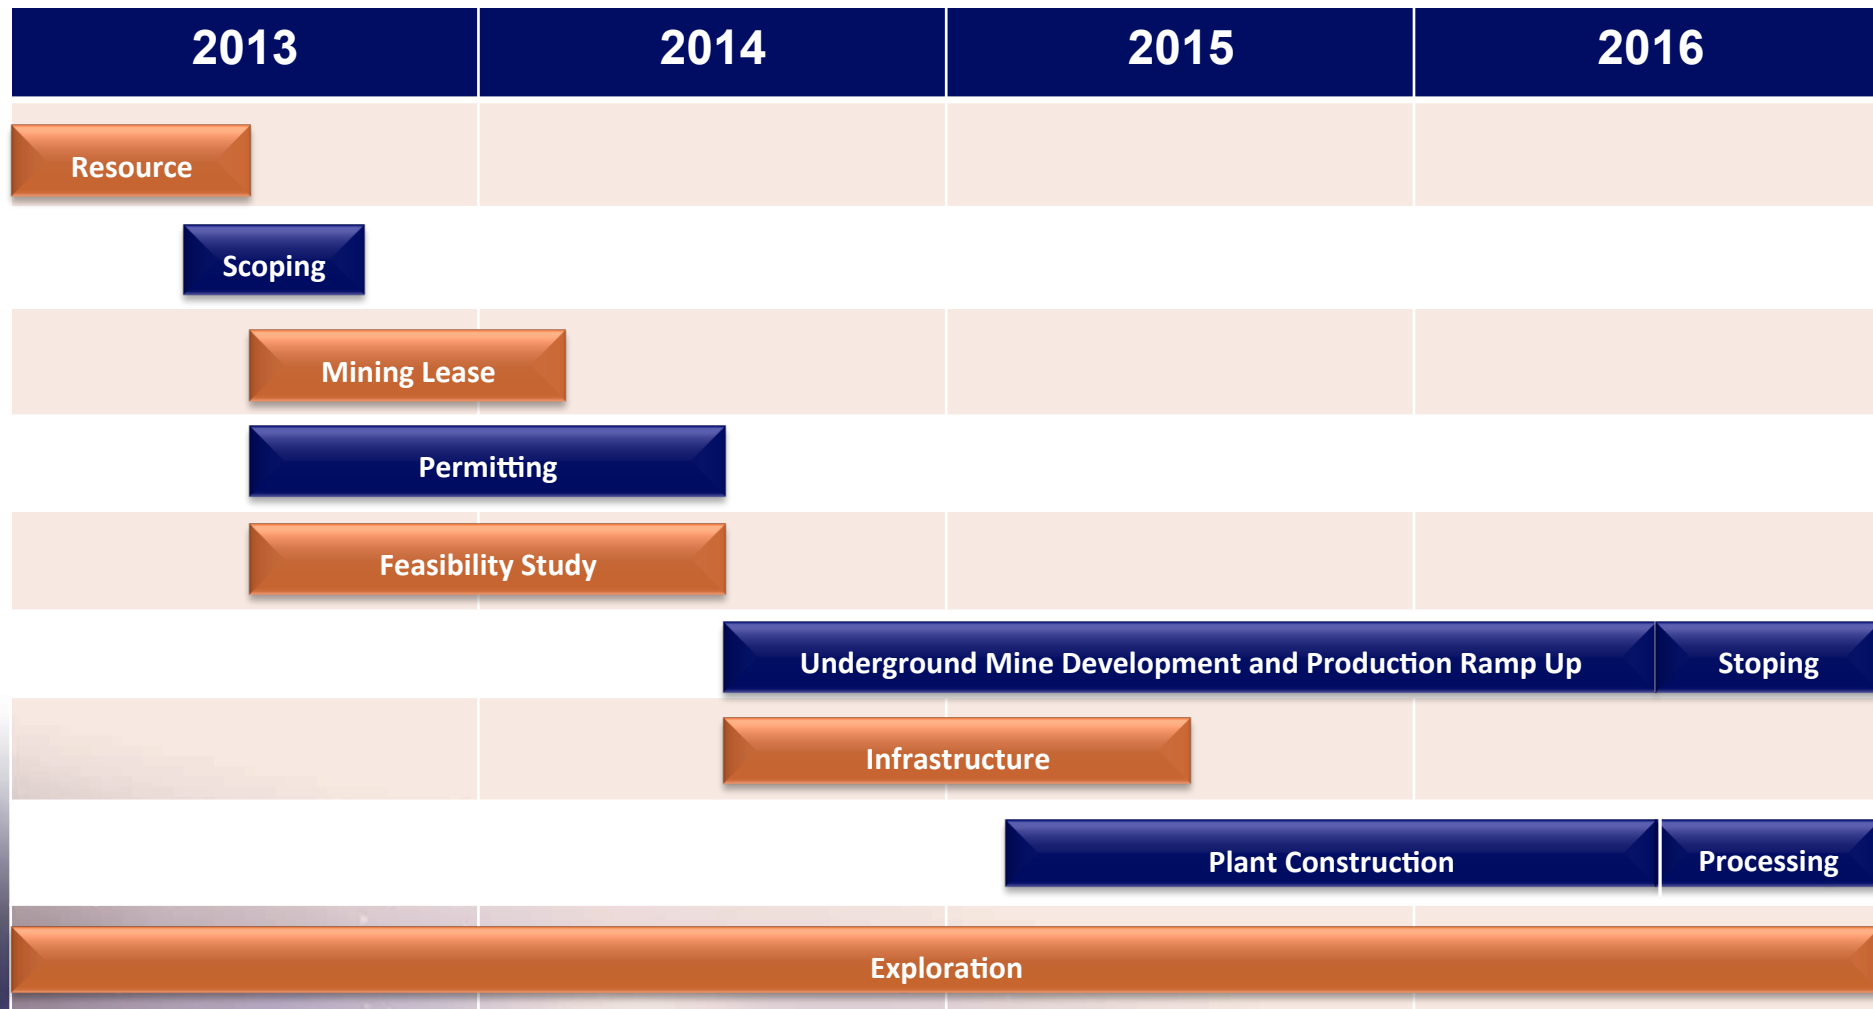 2013 2014 2015 2016
Resource
Scoping
Mining Lease
Permitting
Feasibility Study
Underground Mine Development and Production Ramp Up Stoping
Infrastructure
Plant Construction Processing
Exploration